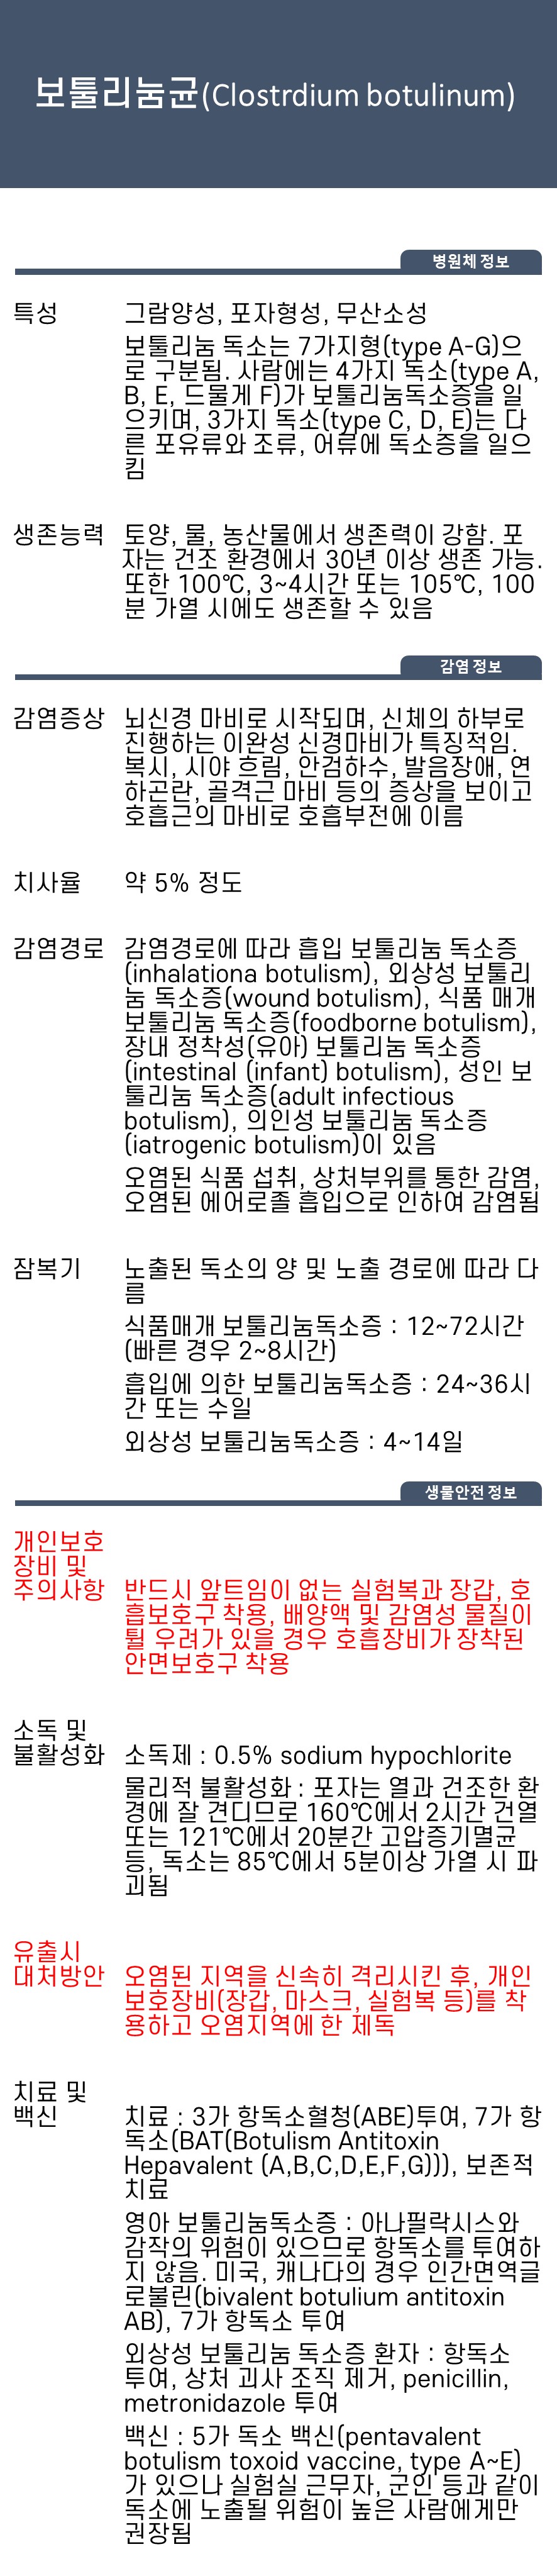 보툴리눔균(Clostrdium botulinum)
병원체 정보
특성
그람양성, 포자형성, 무산소성
보툴리눔 독소는 7가지형(type A-G)으
로 구분됨. 사람에는 4가지 독소(type A,
B, E, 드물게 F)가 보툴리눔독소증을 일
으키며, 3가지 독소(type C, D, E)는 다
른 포유류와 조류, 어류에 독소증을 일으
킴
생존능력
토양, 물, 농산물에서 생존력이 강함. 포
자는 건조 환경에서 30년 이상 생존 가능.
또한 100℃, 3~4시간 또는 105℃, 100
분 가열 시에도 생존할 수 있음
감염 정보
감염증상
뇌신경 마비로 시작되며, 신체의 하부로
진행하는 이완성 신경마비가 특징적임.
복시, 시야 흐림, 안검하수, 발음장애, 연
하곤란, 골격근 마비 등의 증상을 보이고
호흡근의 마비로 호흡부전에 이름
치사율
약 5% 정도
감염경로
감염경로에 따라 흡입 보툴리눔 독소증
(inhalationa botulism), 외상성 보툴리
눔 독소증(wound botulism), 식품 매개
보툴리눔 독소증(foodborne botulism),
장내 정착성(유아) 보툴리눔 독소증
(intestinal (infant) botulism), 성인 보
툴리눔 독소증(adult infectious
botulism), 의인성 보툴리눔 독소증
(iatrogenic botulism)이 있음
오염된 식품 섭취, 상처부위를 통한 감염,
오염된 에어로졸 흡입으로 인하여 감염됨
잠복기
노출된 독소의 양 및 노출 경로에 따라 다
름
식품매개 보툴리눔독소증 : 12~72시간
(빠른 경우 2~8시간)
흡입에 의한 보툴리눔독소증 : 24~36시
간 또는 수일
외상성 보툴리눔독소증 : 4~14일
생물안전 정보
개인보호
장비 및
주의사항
반드시 앞트임이 없는 실험복과 장갑, 호
흡보호구 착용, 배양액 및 감염성 물질이
튈 우려가 있을 경우 호흡장비가 장착된
안면보호구 착용
소독 및
불활성화
소독제 : 0.5% sodium hypochlorite
물리적 불활성화 : 포자는 열과 건조한 환
경에 잘 견디므로 160℃에서 2시간 건열
또는 121℃에서 20분간 고압증기멸균
등, 독소는 85℃에서 5분이상 가열 시 파
괴됨
유출시
대처방안
오염된 지역을 신속히 격리시킨 후, 개인
보호장비(장갑, 마스크, 실험복 등)를 착
용하고 오염지역에 한 제독
치료 및
백신
치료 : 3가 항독소혈청(ABE)투여, 7가 항
독소(BAT(Botulism Antitoxin
Hepavalent (A,B,C,D,E,F,G))), 보존적
치료
영아 보툴리눔독소증 : 아나필락시스와
감작의 위험이 있으므로 항독소를 투여하
지 않음. 미국, 캐나다의 경우 인간면역글
로불린(bivalent botulium antitoxin
AB), 7가 항독소 투여
외상성 보툴리눔 독소증 환자 : 항독소
투여, 상처 괴사 조직 제거, penicillin,
metronidazole 투여
백신 : 5가 독소 백신(pentavalent
botulism toxoid vaccine, type A~E)
가 있으나 실험실 근무자, 군인 등과 같이
독소에 노출될 위험이 높은 사람에게만
권장됨